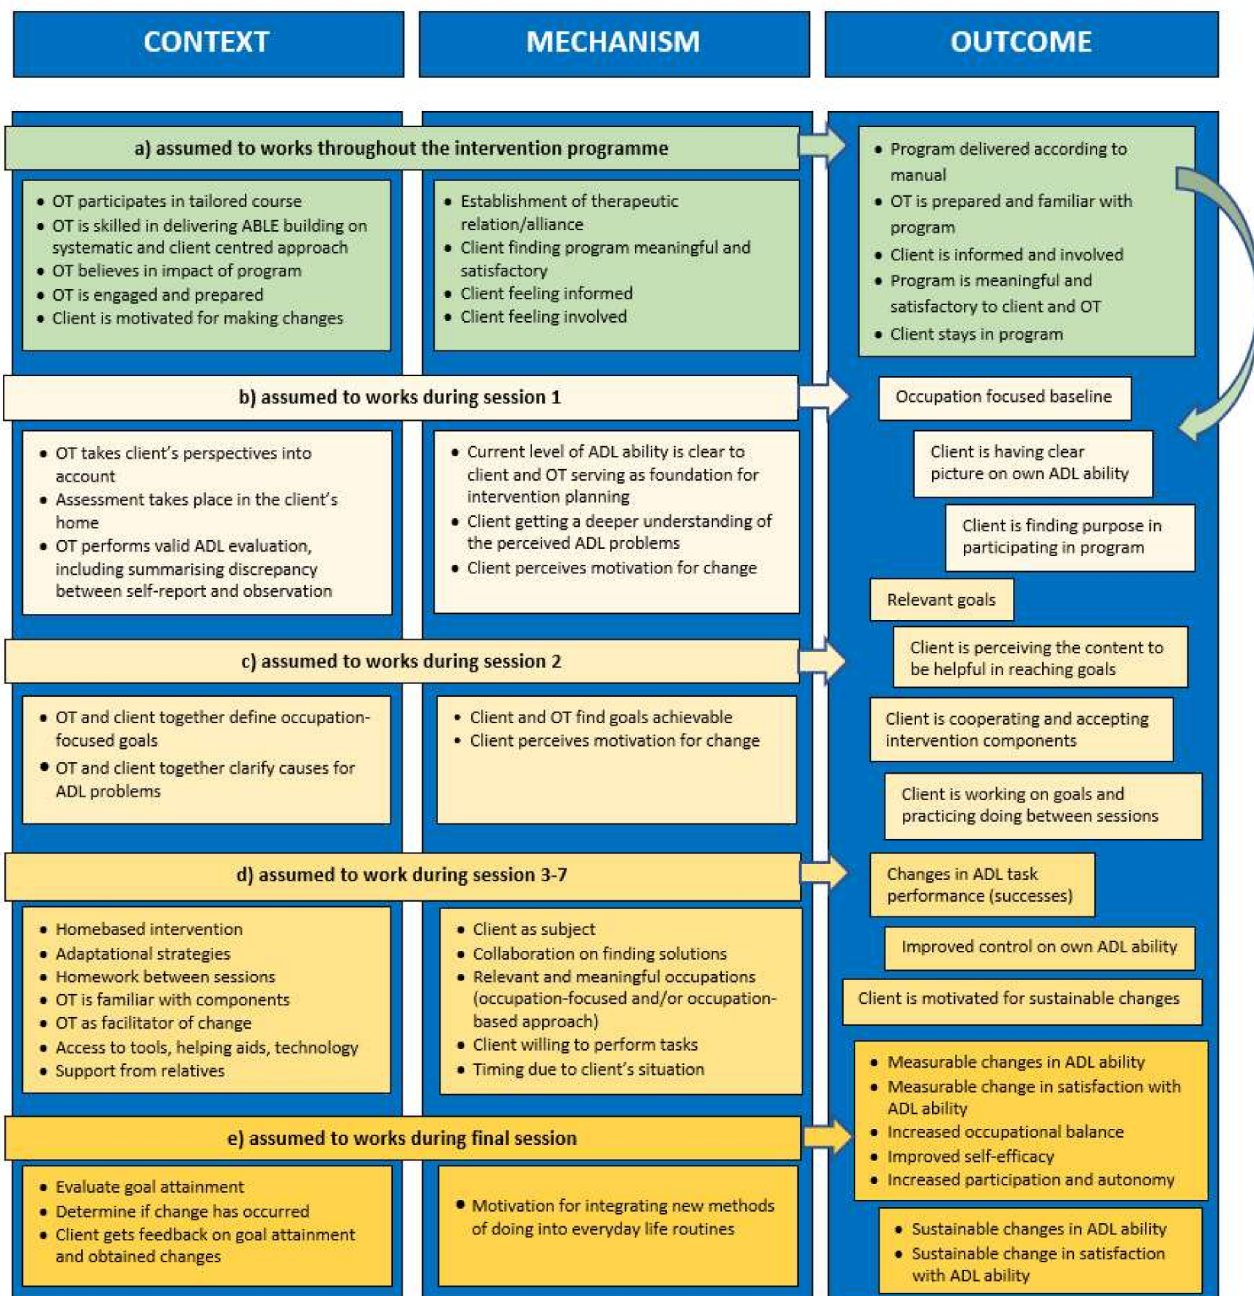 CONTEXT
MECHANISM
OUTCOME
a) assumed to works throughout the intervention programme
• OT participates in tailored course
• OT is skilled in delivering ABLE building on
systematic and client centred approach
• OT believes in impact of program
• OT is engaged and prepared
• Client is motivated for making changes
• Establishment of therapeutic
relation/alliance
• Client finding program meaningful and
satisfactory
• Client feeling informed
• Client feeling involved
• Program delivered according to
manual
• OT is prepared and familiar with
program
• Client is informed and involved
• Program is meaningful and
satisfactory to client and OT
• Client stays in program
b) assumed to works during session 1
• OT takes client's perspectives into
account
• Assessment takes place in the client's
home
• OT performs valid ADL evaluation,
including summarising discrepancy
between self-report and observation
• Current level of ADL ability is clear to
client and OT serving as foundation for
intervention planning
• Client getting a deeper understanding of
the perceived ADL problems
• Client perceives motivation for change
Occupation focused baseline
Client is having clear
picture on own ADL ability
Client is finding purpose in
participating in program
Relevant goals
c) assumed to works during session 2
• OT and client together define occupation-
focused goals
• OT and client together clarify causes for
ADL problems
• Client and OT find goals achievable
• Client perceives motivation for change
Client is perceiving the content to
be helpful in reaching goals
Client is cooperating and accepting
intervention components
Client is working on goals and
practicing doing between sessions
d) assumed to work during session 3-7
• Homebased intervention
• Adaptational strategies
• Homework between sessions
• OT is familiar with components
• OT as facilitator of change
• Access to tools, helping aids, technology
• Support from relatives
• Client as subject
• Collaboration on finding solutions
• Relevant and meaningful occupations
(occupation-focused and/or occupation-
based approach)
• Client willing to perform tasks
• Timing due to client's situation
Changes in ADL task
performance (successes)
Improved control on own ADL ability
Client is motivated for sustainable changes
e) assumed to works during final session
• Evaluate goal attainment
• Determine if change has occurred
• Client gets feedback on goal attainment
and obtained changes
• Motivation for integrating new methods
of doing into everyday life routines
• Measurable changes in ADL ability
• Measurable change in satisfaction with
ADL ability
• Increased occupational balance
• Improved self-efficacy
• Increased participation and autonomy
• Sustainable changes in ADL ability
• Sustainable change in satisfaction
with ADL ability